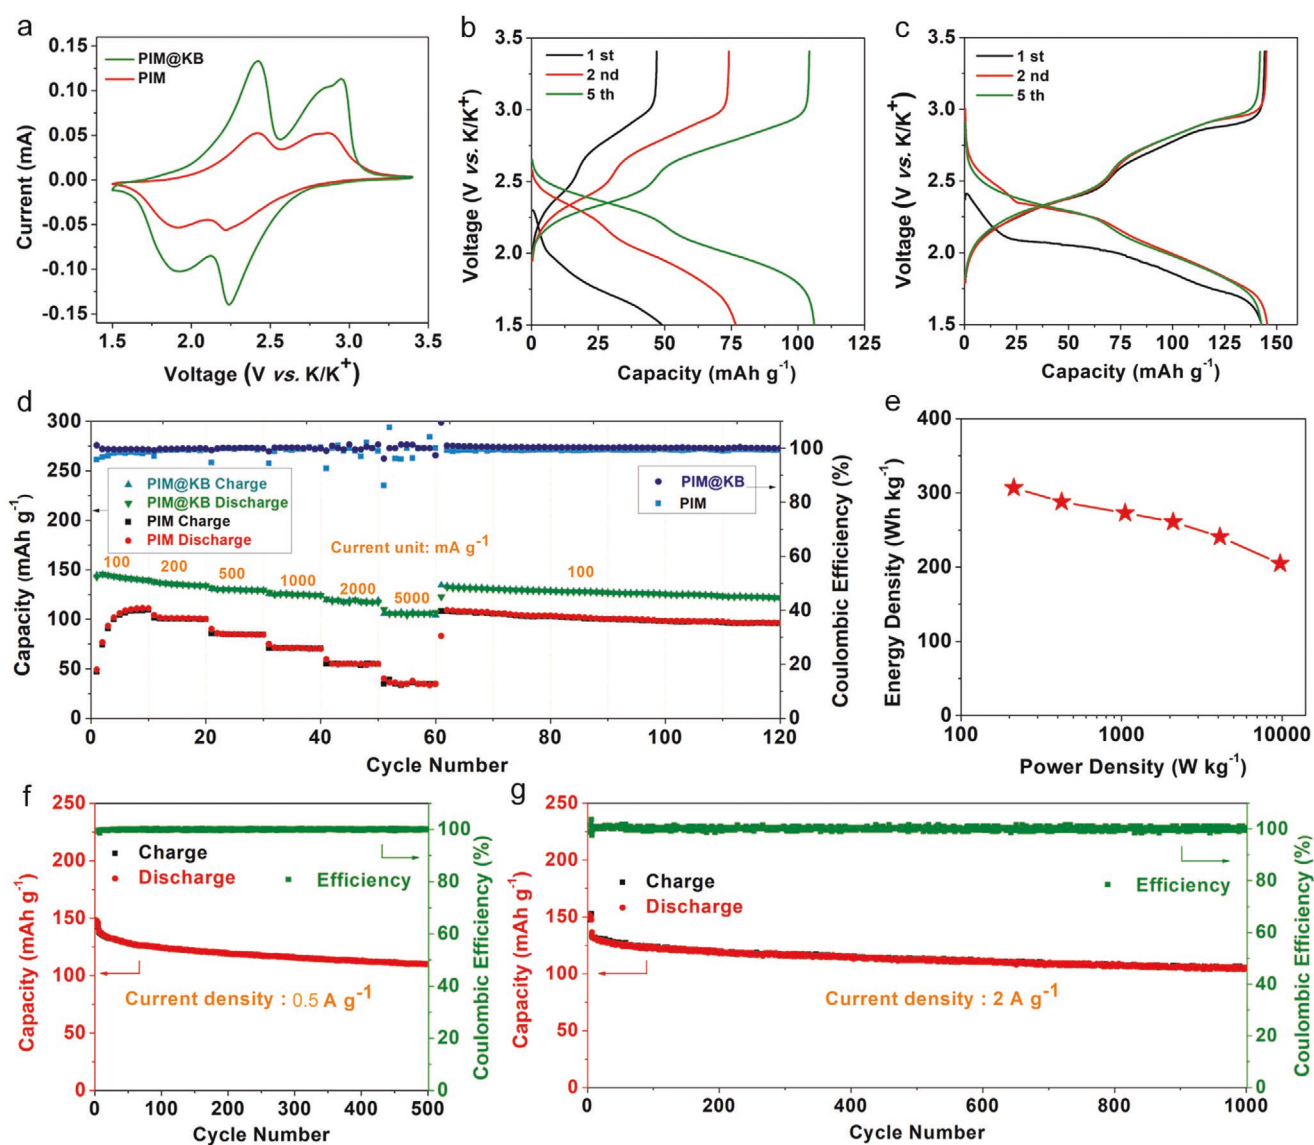 a
PIM@KB
PIM
0.15
0.10
0.05
0.00
-0.05
-0.10
-0.15
Current (mA)
1.5 2.0 2.5 3.0 3.5
Voltage (V vs. K/K+)
b
1 st
2 nd
5 th
3.5
3.0
2.5
2.0
1.5
Voltage (V vs. K/K+)
0 25 50 75 100 125
Capacity (mAh g-1)
c
1 st
2 nd
5 th
3.5
3.0
2.5
2.0
1.5
Voltage (V vs. K/K+)
0 25 50 75 100 125 150
Capacity (mAh g-1)
d
300
275
250
225
200
150
100
50
0
Capacity (mAh g-1)
PIM@KB Charge
PIM@KB Discharge
PIM Charge
PIM Discharge
PIM@KB
PIM
Current unit: mA g-1
100 200 500 1000 2000 5000 100
100
80
60
40
20
0
Coulombic Efficiency (%)
0 20 40 60 80 100 120
Cycle Number
e
400
300
200
100
0
Energy Density (Wh kg-1)
100 1000 10000
Power Density (W kg-1)
f
250
200
150
100
50
0
Capacity (mAh g-1)
Charge
Discharge
Efficiency
Current density : 0.5 A g-1
100
80
60
40
20
0
Coulombic Efficiency (%)
0 100 200 300 400 500
Cycle Number
g
250
200
150
100
50
0
Capacity (mAh g-1)
Charge
Discharge
Efficiency
Current density : 2 A g-1
100
80
60
40
20
0
Coulombic Efficiency (%)
0 200 400 600 800 1000
Cycle Number